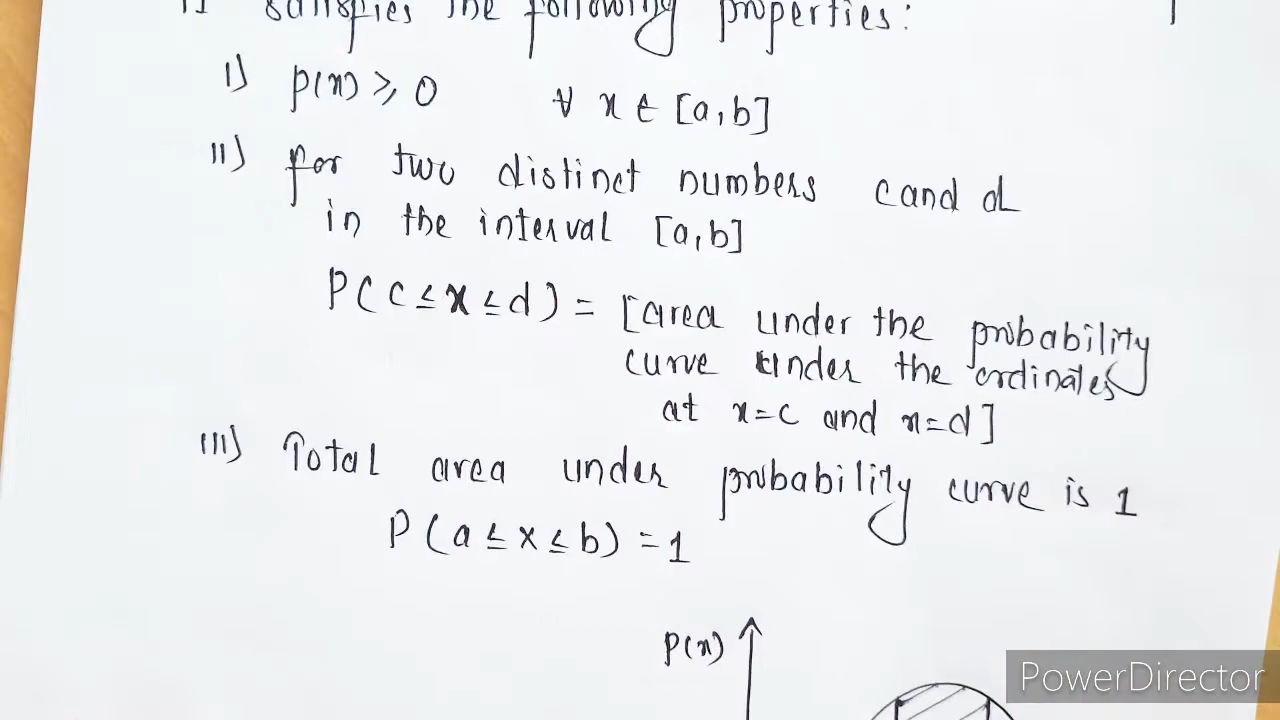 It satisfies the following properties:
I) p(x) ⩾ 0 ∀ x ∈ [a,b]
II) for two distinct numbers c and d
in the interval [a,b]
P(c ≤ x ≤ d) = [area under the probability
curve under the ordinates
at x=c and x=d]
III) Total area under probability curve is 1
P(a ≤ x ≤ b) = 1
p(x)
PowerDirector